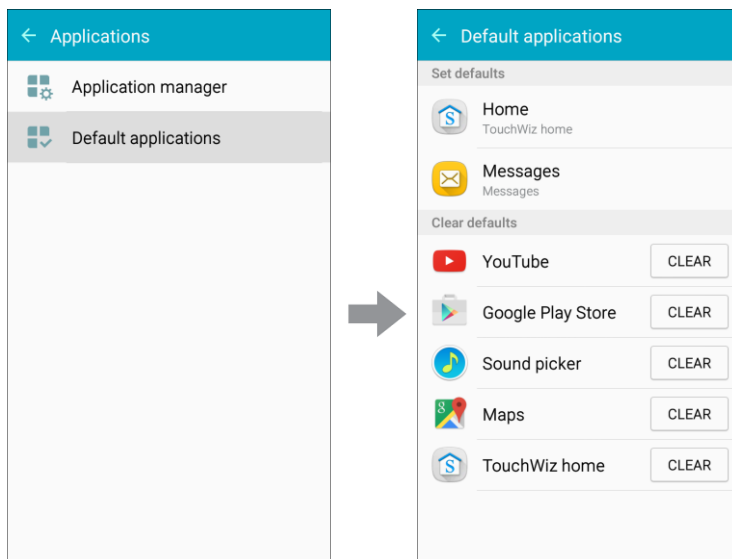 Applications
Application manager
Default applications
Default applications
Set defaults
S
Home
TouchWiz home
Messages
Messages
Clear defaults
YouTube
CLEAR
Google Play Store
CLEAR
Sound picker
CLEAR
8
Maps
CLEAR
S
TouchWiz home
CLEAR